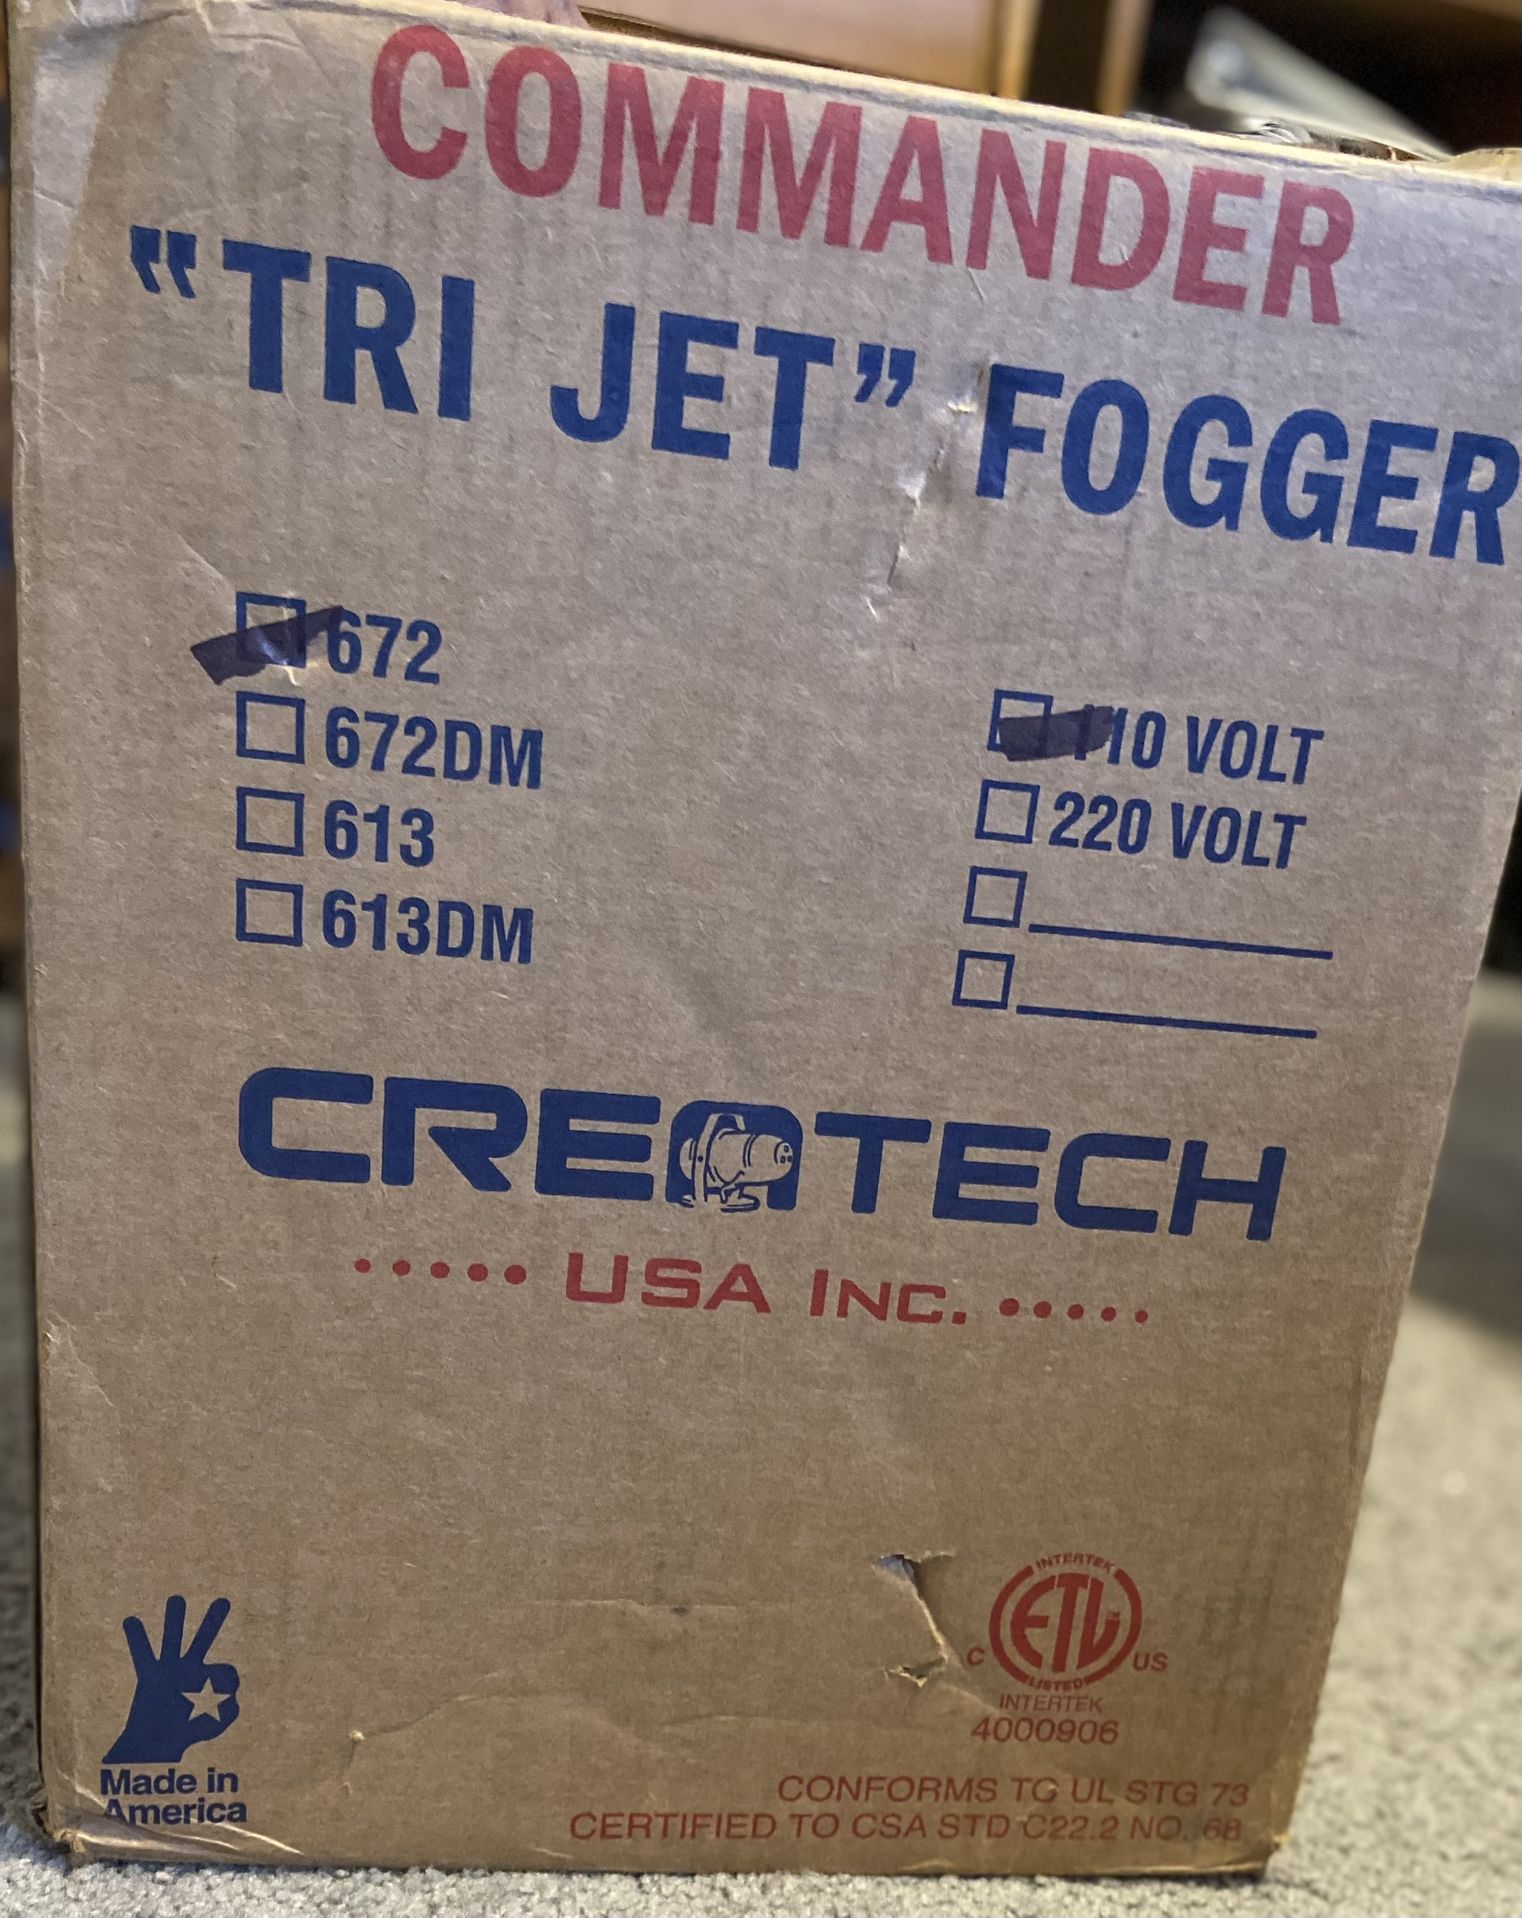 COMMANDER
"TRI JET" FOGGER
672
672DM
613
613DM
110 VOLT
220 VOLT
CREATECH
••••• USA INC. •••••
INTERTEK
ETL
C US
LISTED
INTERTEK
4000906
Made in
America
CONFORMS TO UL STG 73
CERTIFIED TO CSA STD C22.2 NO. 68